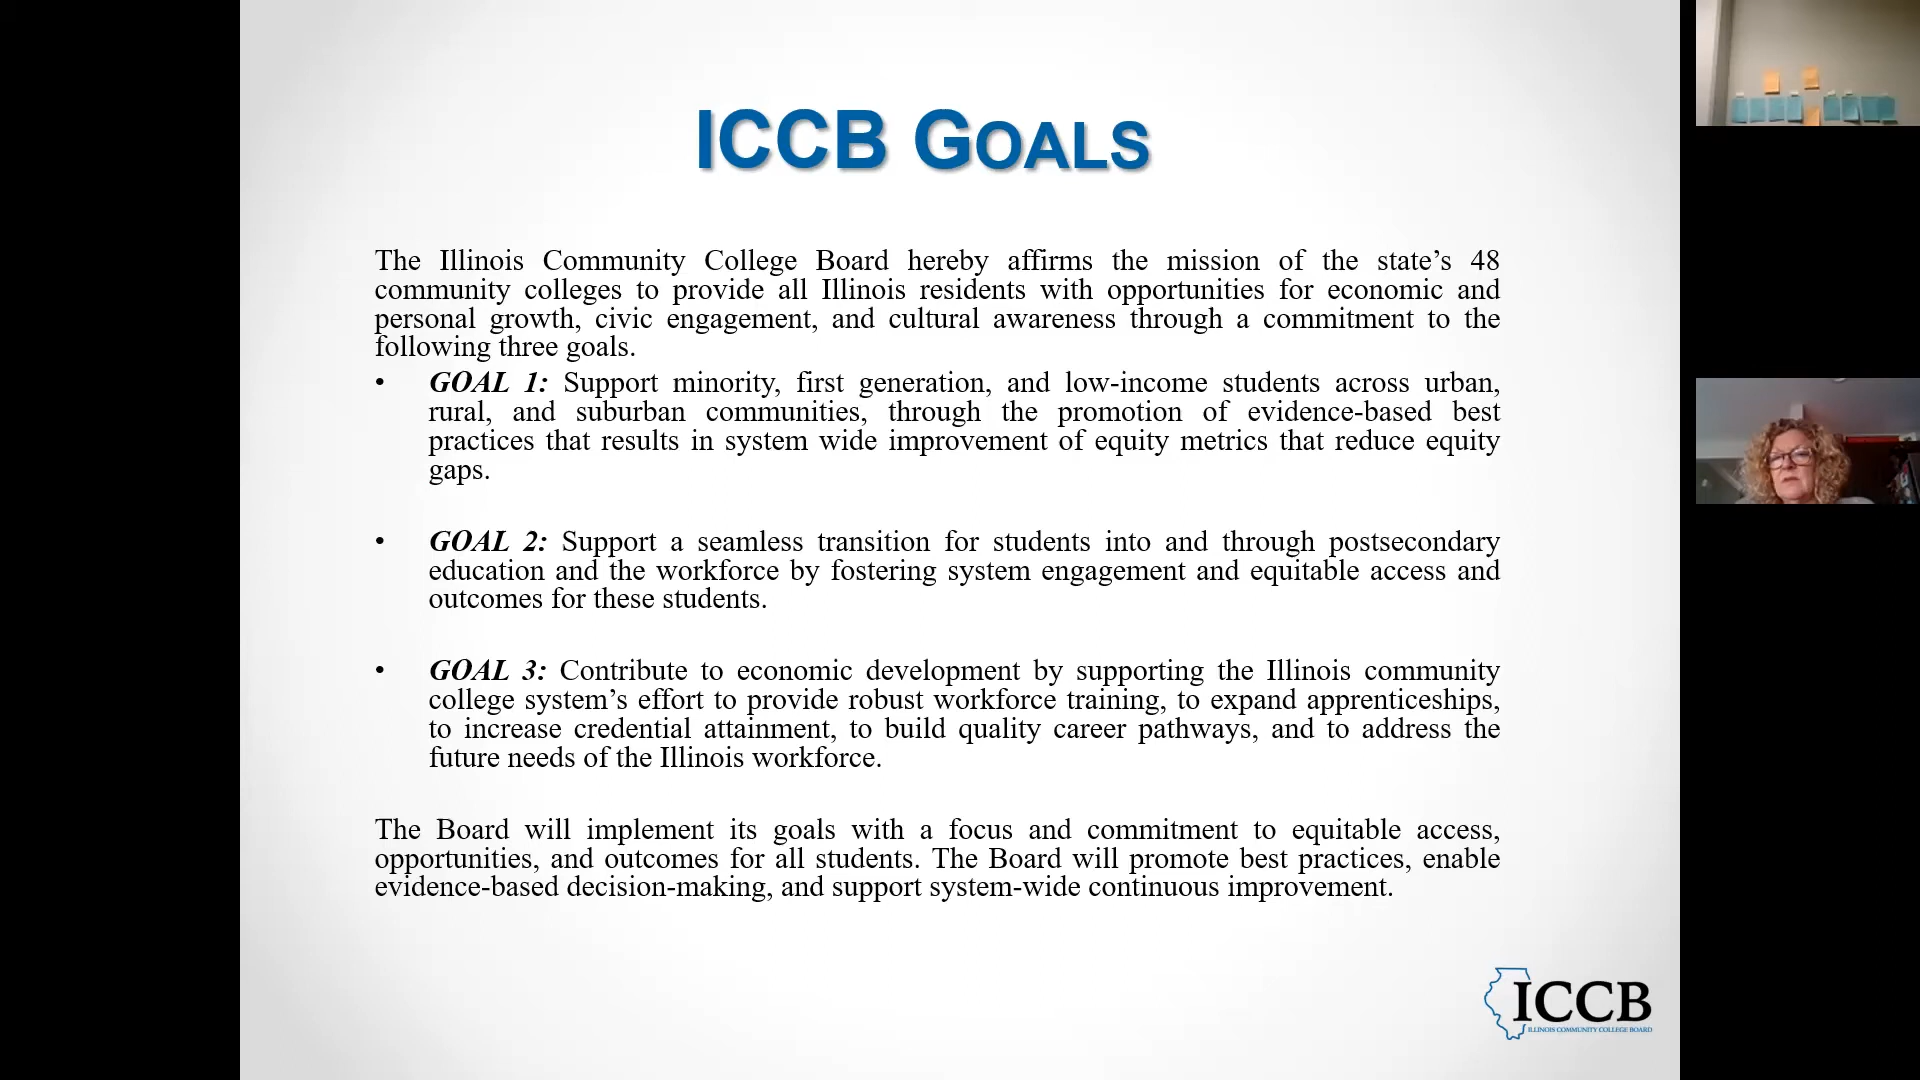 ICCB GOALS
The Illinois Community College Board hereby affirms the mission of the state’s 48
community colleges to provide all Illinois residents with opportunities for economic and
personal growth, civic engagement, and cultural awareness through a commitment to the
following three goals.
• GOAL 1: Support minority, first generation, and low-income students across urban,
rural, and suburban communities, through the promotion of evidence-based best
practices that results in system wide improvement of equity metrics that reduce equity
gaps.
• GOAL 2: Support a seamless transition for students into and through postsecondary
education and the workforce by fostering system engagement and equitable access and
outcomes for these students.
• GOAL 3: Contribute to economic development by supporting the Illinois community
college system’s effort to provide robust workforce training, to expand apprenticeships,
to increase credential attainment, to build quality career pathways, and to address the
future needs of the Illinois workforce.
The Board will implement its goals with a focus and commitment to equitable access,
opportunities, and outcomes for all students. The Board will promote best practices, enable
evidence-based decision-making, and support system-wide continuous improvement.
ICCB
ILLINOIS COMMUNITY COLLEGE BOARD